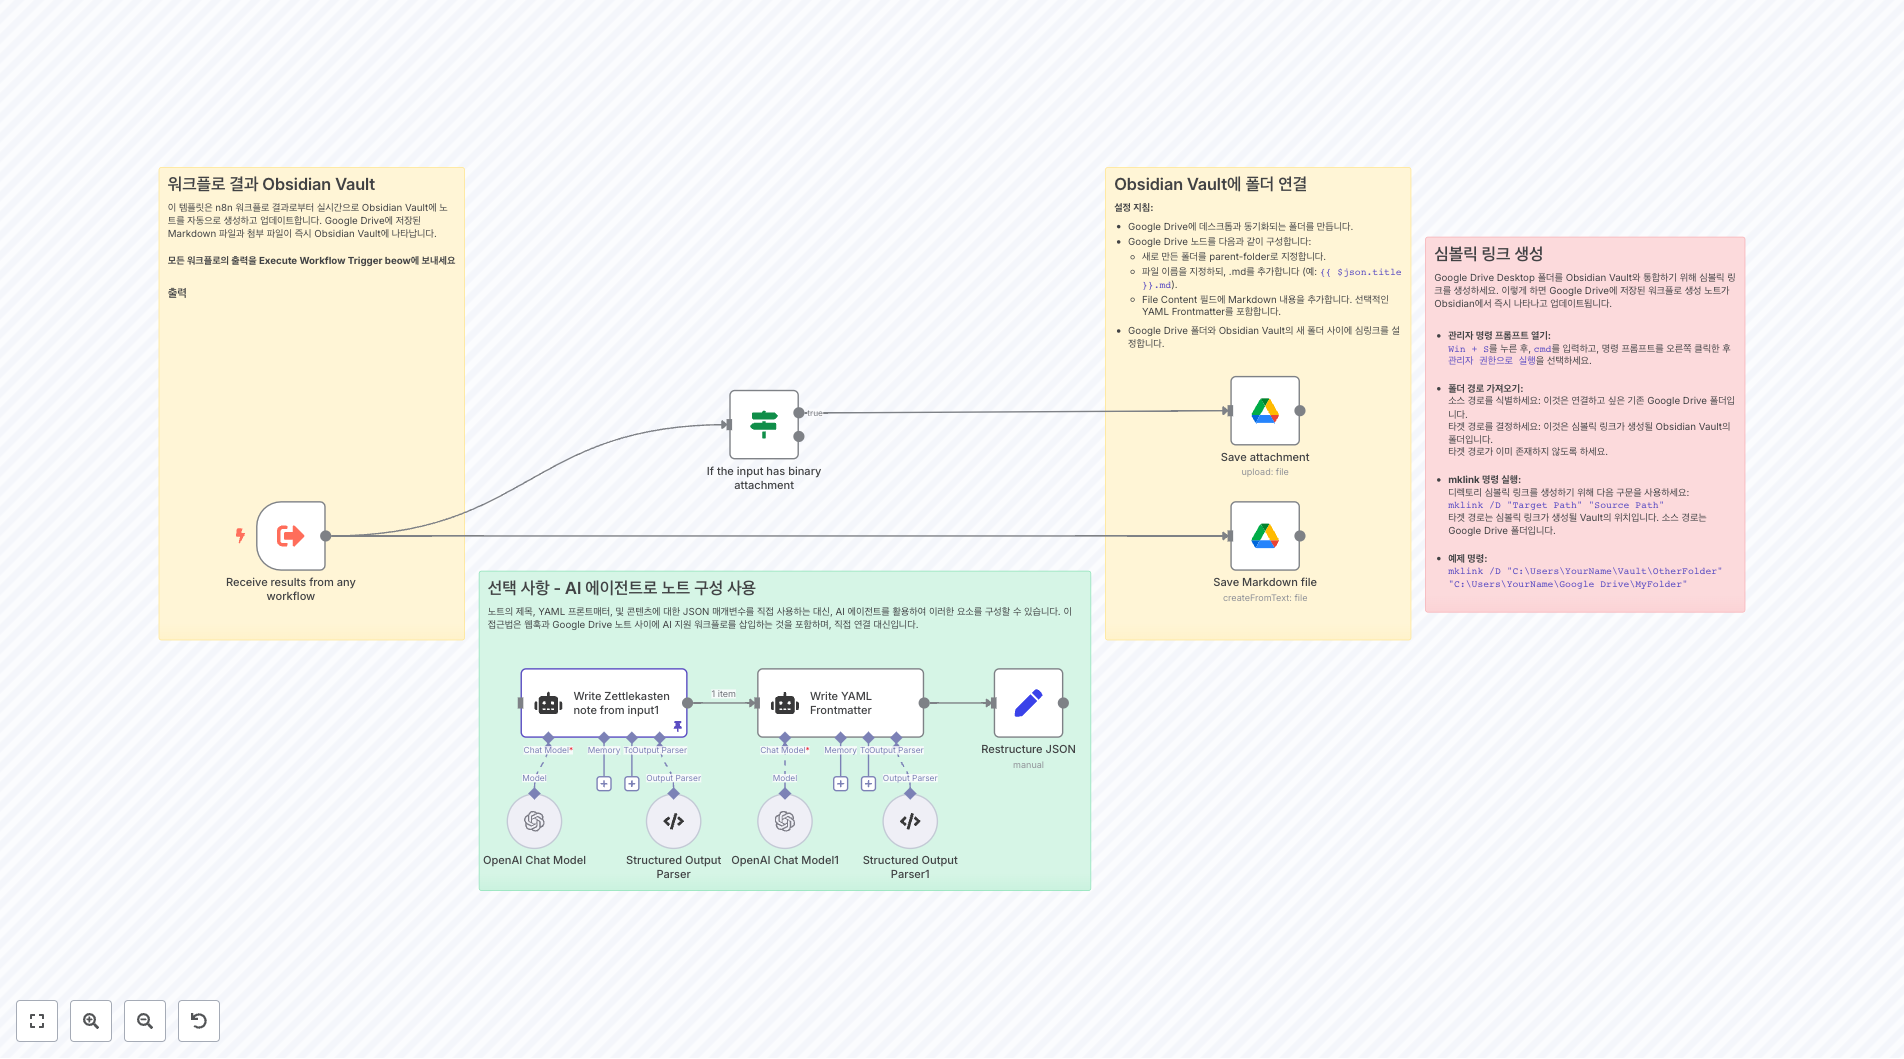 워크플로 결과 Obsidian Vault
이 템플릿은 n8n 워크플로 결과로부터 실시간으로 Obsidian Vault에 노
트를 자동으로 생성하고 업데이트합니다. Google Drive에 저장된
Markdown 파일과 첨부 파일이 즉시 Obsidian Vault에 나타납니다.
모든 워크플로의 출력을 Execute Workflow Trigger beow에 보내세요
출력
Receive results from any
workflow
true
If the input has binary
attachment
Obsidian Vault에 폴더 연결
설정 지침:
Google Drive에 데스크톱과 동기화되는 폴더를 만듭니다.
Google Drive 노드를 다음과 같이 구성합니다:
새로 만든 폴더를 parent-folder로 지정합니다.
파일 이름을 지정하되, .md를 추가합니다 (예: {{ $json.title
}}.md).
File Content 필드에 Markdown 내용을 추가합니다. 선택적인
YAML Frontmatter를 포함합니다.
Google Drive 폴더와 Obsidian Vault의 새 폴더 사이에 심링크를 설
정합니다.
Save attachment
upload: file
Save Markdown file
createFromText: file
심볼릭 링크 생성
Google Drive Desktop 폴더를 Obsidian Vault와 통합하기 위해 심볼릭 링
크를 생성하세요. 이렇게 하면 Google Drive에 저장된 워크플로 생성 노트가
Obsidian에서 즉시 나타나고 업데이트됩니다.
관리자 명령 프롬프트 열기:
Win + S를 누른 후, cmd를 입력하고, 명령 프롬프트를 오른쪽 클릭한 후
관리자 권한으로 실행을 선택하세요.
폴더 경로 가져오기:
소스 경로를 식별하세요: 이것은 연결하고 싶은 기존 Google Drive 폴더입
니다.
타겟 경로를 결정하세요: 이것은 심볼릭 링크가 생성될 Obsidian Vault의
폴더입니다.
타겟 경로가 이미 존재하지 않도록 하세요.
mklink 명령 실행:
디렉토리 심볼릭 링크를 생성하기 위해 다음 구문을 사용하세요:
mklink /D "Target Path" "Source Path"
타겟 경로는 심볼릭 링크가 생성될 Vault의 위치입니다. 소스 경로는
Google Drive 폴더입니다.
예제 명령:
mklink /D "C:\Users\YourName\Vault\OtherFolder"
"C:\Users\YourName\Google Drive\MyFolder"
선택 사항 - AI 에이전트로 노트 구성 사용
노트의 제목, YAML 프론트매터, 및 콘텐츠에 대한 JSON 매개변수를 직접 사용하는 대신, AI 에이전트를 활용하여 이러한 요소를 구성할 수 있습니다. 이
접근법은 웹훅과 Google Drive 노트 사이에 AI 지원 워크플로를 삽입하는 것을 포함하며, 직접 연결 대신입니다.
Write Zettlekasten
note from input1
1 item
Write YAML
Frontmatter
Restructure JSON
manual
Chat Model*
Memory
To
Output Parser
Chat Model*
Memory
To
Output Parser
Model
Output Parser
Model
Output Parser
OpenAI Chat Model
Structured Output
Parser
OpenAI Chat Model1
Structured Output
Parser1